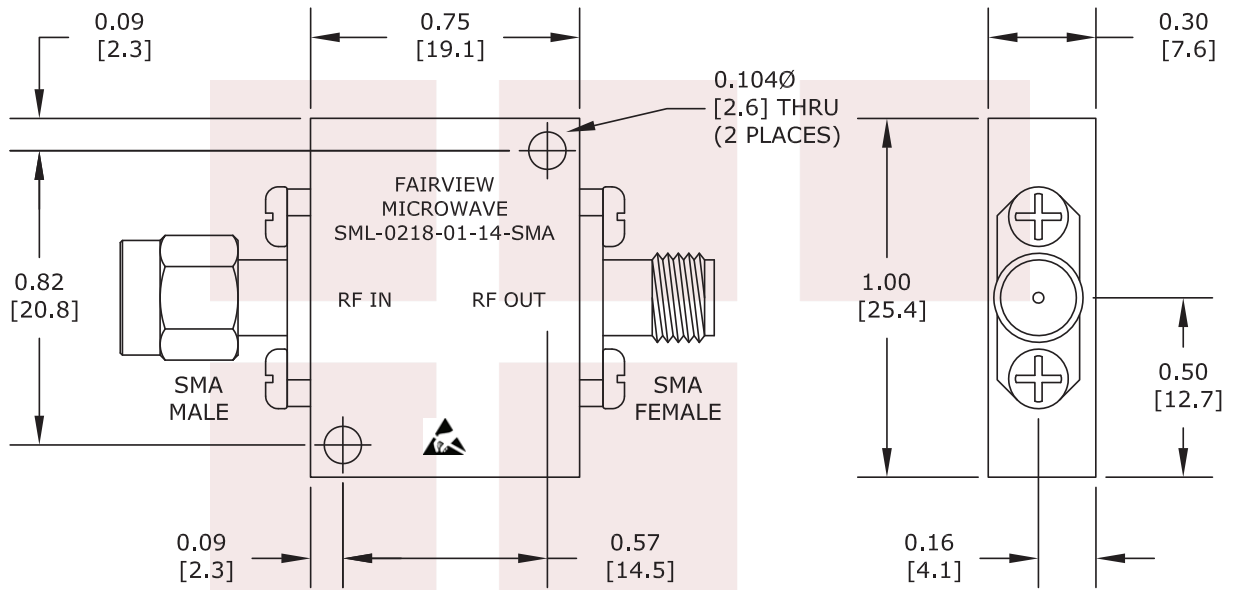 0.09
[2.3]
0.75
[19.1]
0.30
[7.6]
0.104Ø
[2.6] THRU
(2 PLACES)
FAIRVIEW
MICROWAVE
SML-0218-01-14-SMA
0.82
[20.8]
RF IN
RF OUT
1.00
[25.4]
SMA
MALE
SMA
FEMALE
0.50
[12.7]
0.09
[2.3]
0.57
[14.5]
0.16
[4.1]